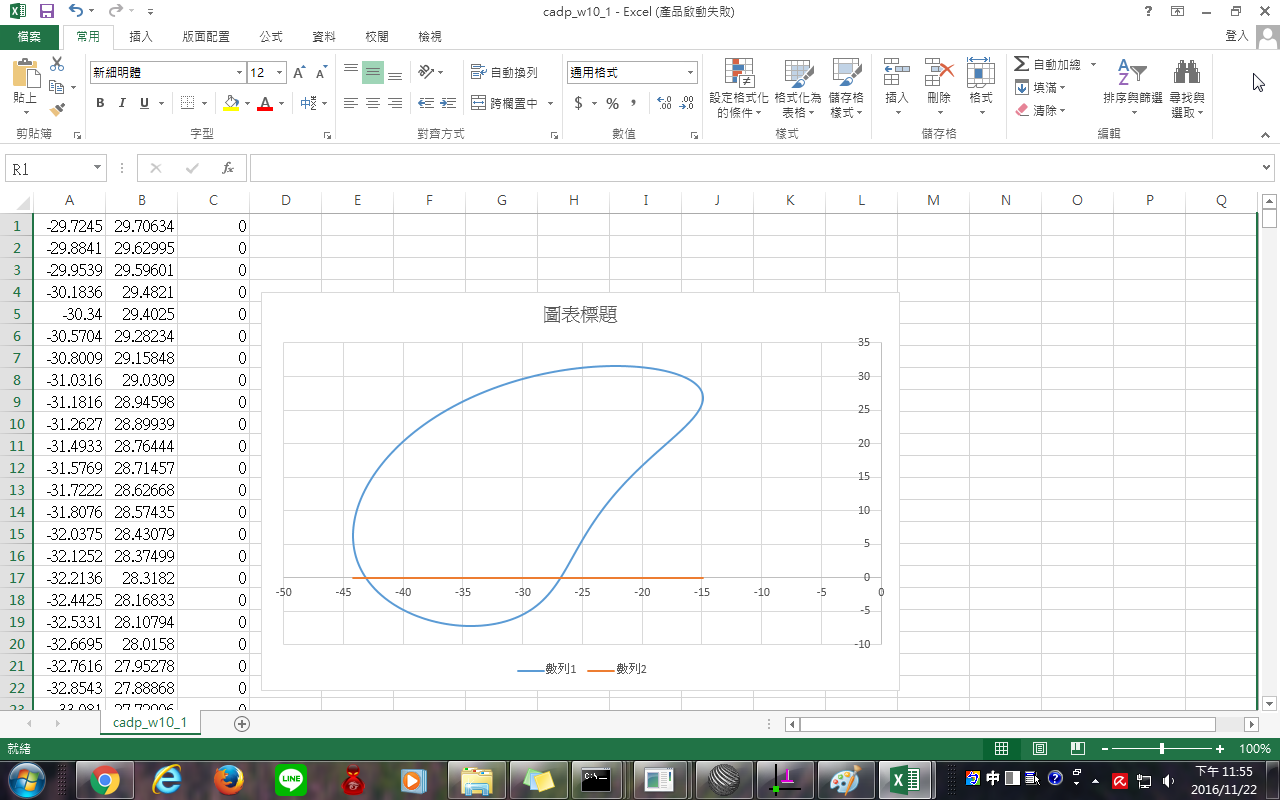 cadp_w10_1 - Excel (產品啟動失敗)
檔案 常用 插入 版面配置 公式 資料 校閱 檢視 登入
貼上
剪貼簿
新細明體 12
B I U A
字型
自動換列
跨欄置中
對齊方式
通用格式
$ % ,
數值
設定格式化的條件 格式化為表格 儲存格樣式
樣式
插入 刪除 格式
儲存格
自動加總
填滿
清除
排序與篩選 尋找與選取
編輯
R1 fx
A B C D E F G H I J K L M N O P Q
1 -29.7245 29.70634 0
2 -29.8841 29.62995 0
3 -29.9539 29.59601 0
4 -30.1836 29.4821 0
5 -30.34 29.4025 0
6 -30.5704 29.28234 0
7 -30.8009 29.15848 0
8 -31.0316 29.0309 0
9 -31.1816 28.94598 0
10 -31.2627 28.89939 0
11 -31.4933 28.76444 0
12 -31.5769 28.71457 0
13 -31.7222 28.62668 0
14 -31.8076 28.57435 0
15 -32.0375 28.43079 0
16 -32.1252 28.37499 0
17 -32.2136 28.3182 0
18 -32.4425 28.16833 0
19 -32.5331 28.10794 0
20 -32.6695 28.0158 0
21 -32.7616 27.95278 0
22 -32.8543 27.88868 0
23 -33.081 27.72996 0
圖表標題
35
30
25
20
15
10
5
0
-5
-10
-50 -45 -40 -35 -30 -25 -20 -15 -10 -5 0
數列1 數列2
cadp_w10_1
就緒 100%
LINE
C:\_
中
下午 11:55
2016/11/22